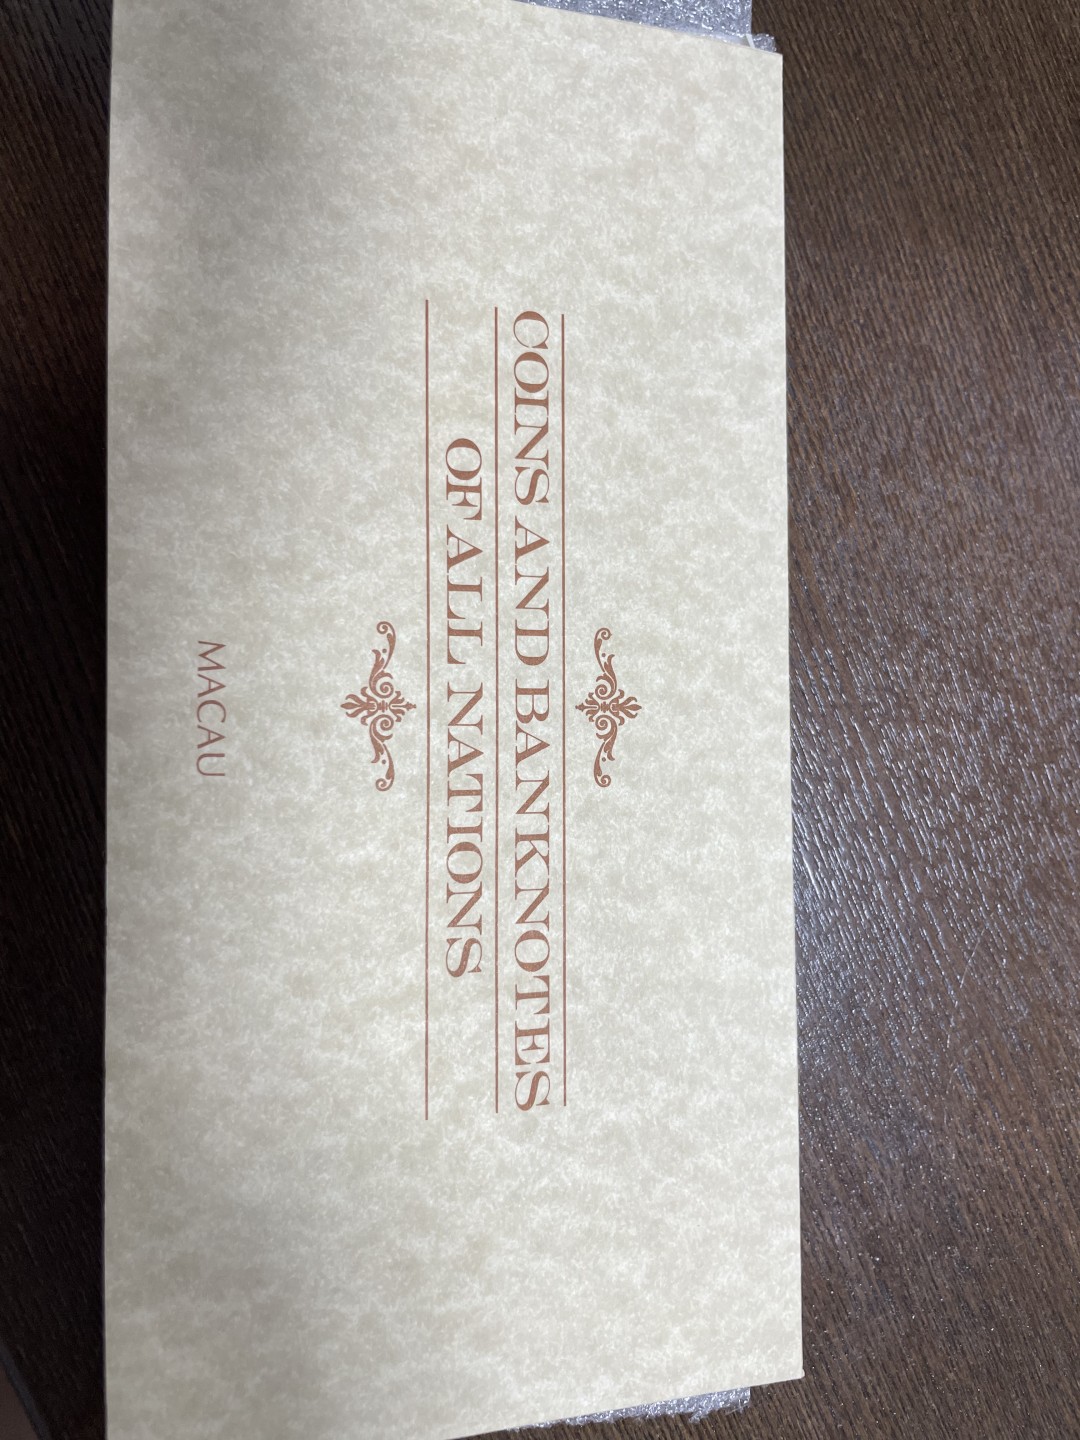 COINS AND BANKNOTES
OF ALL NATIONS
MACAU